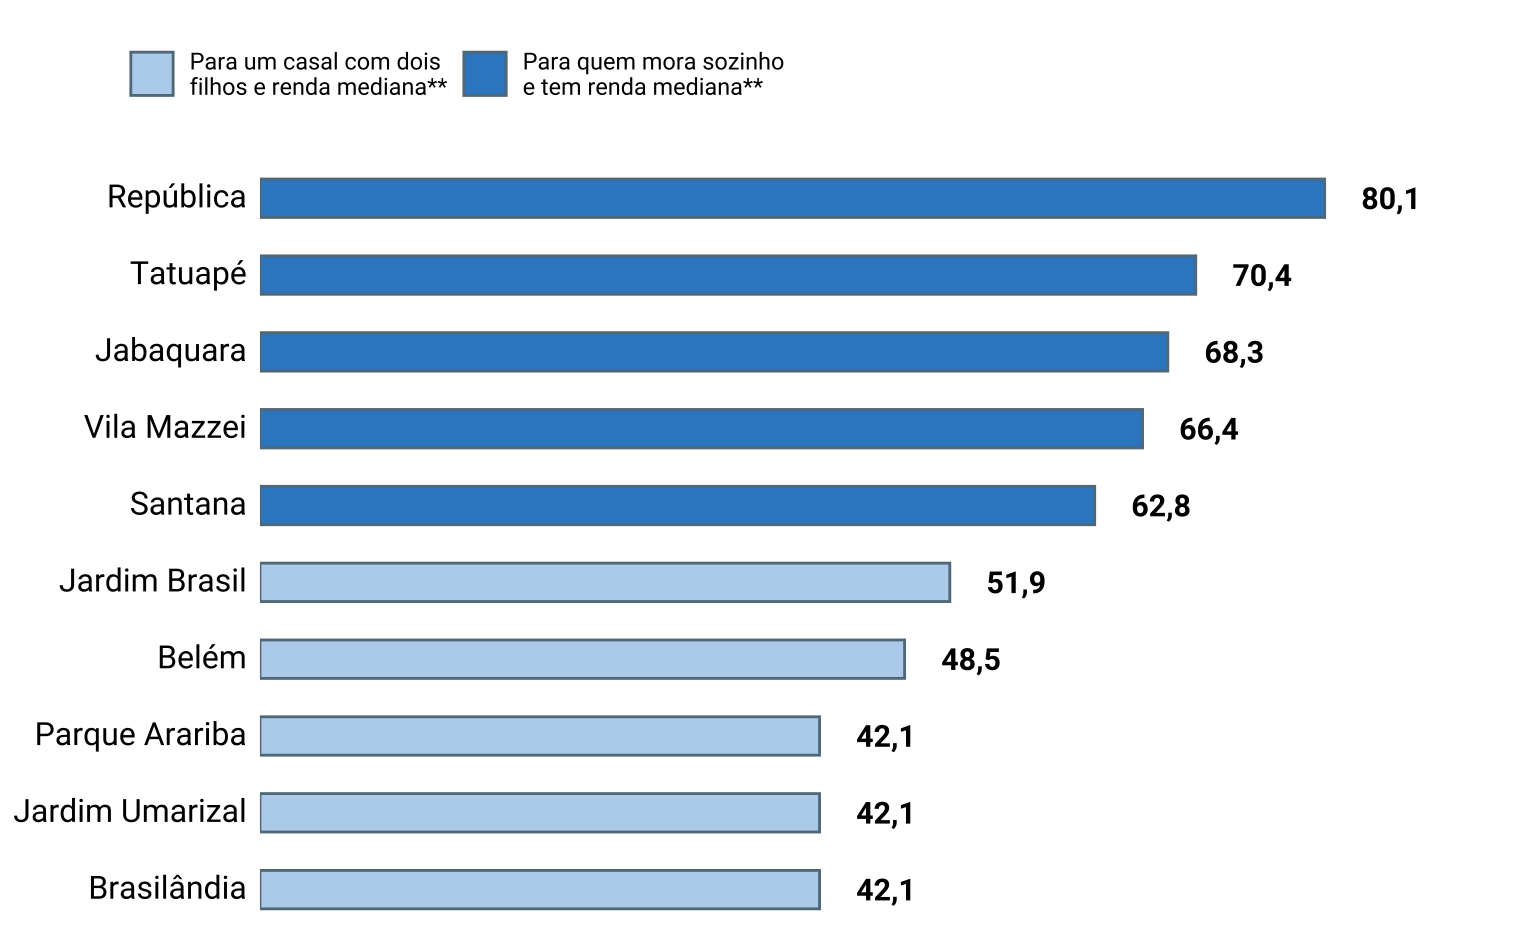 Para um casal com dois
filhos e renda mediana**
Para quem mora sozinho
e tem renda mediana**
República 80,1
Tatuapé 70,4
Jabaquara 68,3
Vila Mazzei 66,4
Santana 62,8
Jardim Brasil 51,9
Belém 48,5
Parque Arariba 42,1
Jardim Umarizal 42,1
Brasilândia 42,1